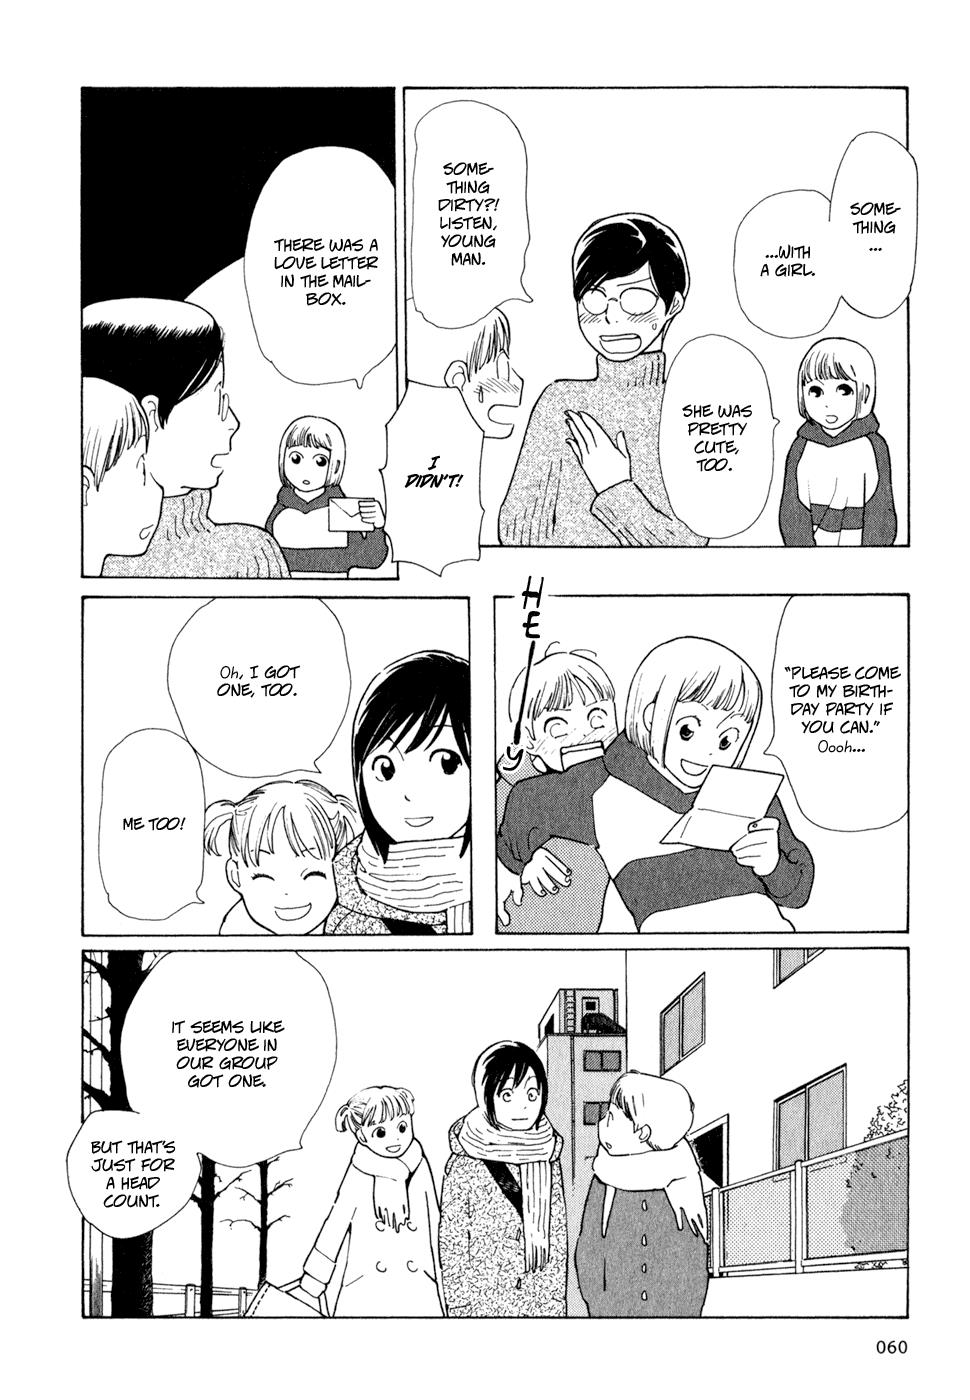 SOME-
THING
...
...WITH
A GIRL.
SHE WAS
PRETTY
CUTE,
TOO.
SOME-
THING
DIRTY?!
LISTEN,
YOUNG
MAN.
I
DIDN'T!
THERE WAS A
LOVE LETTER
IN THE MAIL-
BOX.
"PLEASE COME
TO MY BIRTH-
DAY PARTY IF
YOU CAN."
Oooh...
HEY
Oh, I GOT
ONE, TOO.
ME TOO!
IT SEEMS LIKE
EVERYONE IN
OUR GROUP
GOT ONE.
BUT THAT'S
JUST FOR
A HEAD
COUNT.
060